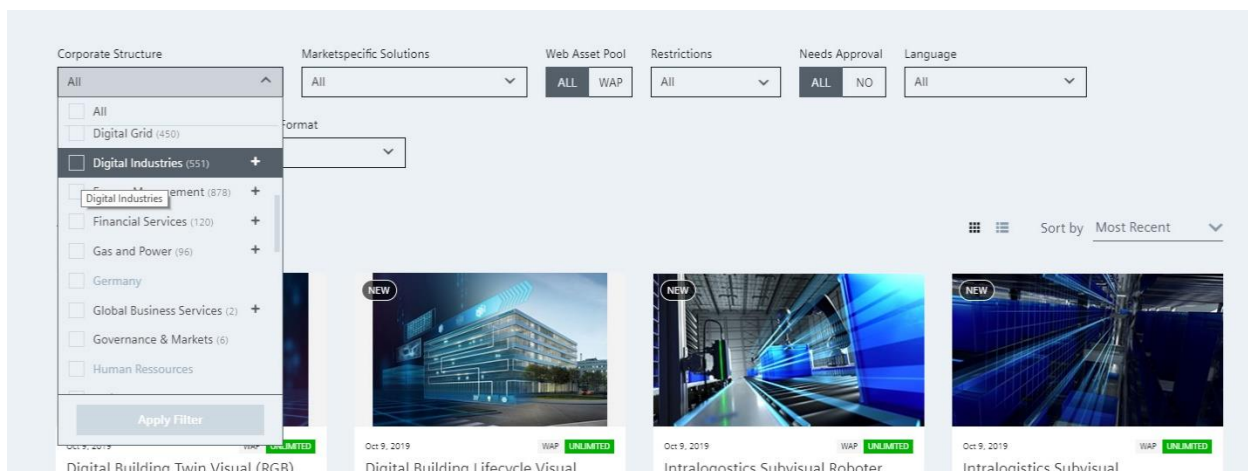 Corporate Structure
Marketspecific Solutions
Web Asset Pool
Restrictions
Needs Approval
Language
All
All
ALL WAP
All
ALL NO
All
All
Digital Grid (450)
Format
Digital Industries (551) +
Management (878) +
Digital Industries
Financial Services (120) +
Gas and Power (96) +
Sort by Most Recent
Germany
Global Business Services (2) +
Governance & Markets (6)
Human Ressources
Apply Filter
NEW
NEW
NEW
Oct 9, 2019 WAP UNLIMITED
Oct 9, 2019 WAP UNLIMITED
Oct 9, 2019 WAP UNLIMITED
Oct 9, 2019 WAP UNLIMITED
Digital Building Twin Visual (RGB)
Digital Building Lifecycle Visual
Intralogostics Subvisual Roboter
Intralogistics Subvisual